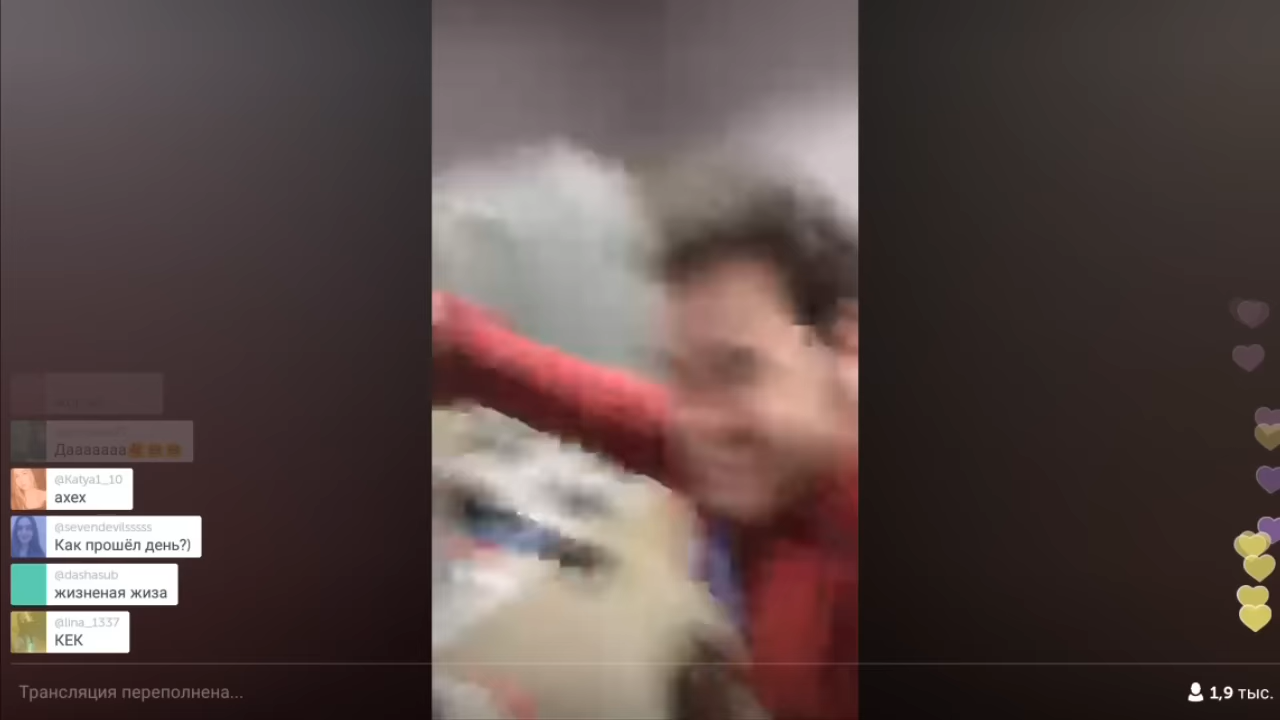 Дааааааа
@Katya1_10
ахех
@sevendevilsssss
Как прошёл день?)
@dashasub
жизненая жиза
@lina_1337
КЕК
Трансляция переполнена...
1,9 тыс.